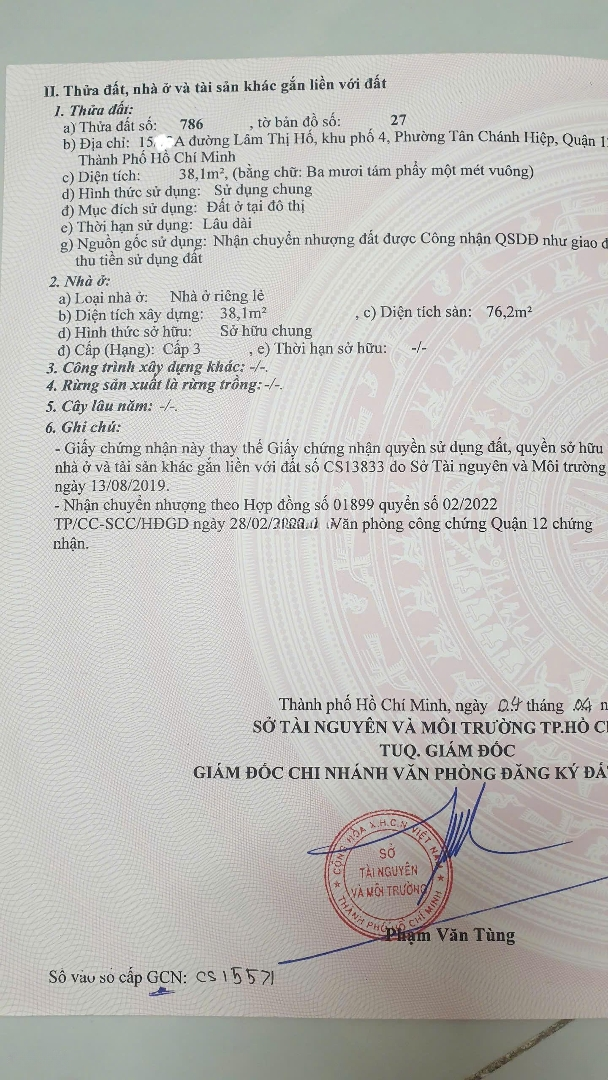 II. Thửa đất, nhà ở và tài sản khác gắn liền với đất
1. Thửa đất:
a) Thửa đất số: 786 , tờ bản đồ số: 27
b) Địa chỉ: 15 A đường Lâm Thị Hố, khu phố 4, Phường Tân Chánh Hiệp, Quận 1
Thành Phố Hồ Chí Minh
c) Diện tích: 38,1m², (bằng chữ: Ba mươi tám phẩy một mét vuông)
d) Hình thức sử dụng: Sử dụng chung
đ) Mục đích sử dụng: Đất ở tại đô thị
e) Thời hạn sử dụng: Lâu dài
g) Nguồn gốc sử dụng: Nhận chuyển nhượng đất được Công nhận QSDĐ như giao đ
thu tiền sử dụng đất
2. Nhà ở:
a) Loại nhà ở: Nhà ở riêng lẻ
b) Diện tích xây dựng: 38,1m² , c) Diện tích sàn: 76,2m²
d) Hình thức sở hữu: Sở hữu chung
đ) Cấp (Hạng): Cấp 3 , e) Thời hạn sở hữu: -/-
3. Công trình xây dựng khác: -/-.
4. Rừng sản xuất là rừng trồng: -/-.
5. Cây lâu năm: -/-.
6. Ghi chú:
- Giấy chứng nhận này thay thế Giấy chứng nhận quyền sử dụng đất, quyền sở hữu
nhà ở và tài sản khác gắn liền với đất số CS13833 do Sở Tài nguyên và Môi trường
ngày 13/08/2019.
- Nhận chuyển nhượng theo Hợp đồng số 01899 quyển số 02/2022
TP/CC-SCC/HĐGD ngày 28/02/ Văn phòng công chứng Quận 12 chứng
nhận.
Thành phố Hồ Chí Minh, ngày 04 tháng 04 n
SỞ TÀI NGUYÊN VÀ MÔI TRƯỜNG TP.HỒ C
TUQ. GIÁM ĐỐC
GIÁM ĐỐC CHI NHÁNH VĂN PHÒNG ĐĂNG KÝ ĐẤ
CỘNG HÒA X.H.C.N VIỆT NAM
SỞ
TÀI NGUYÊN
VÀ MÔI TRƯỜNG
THÀNH PHỐ HỒ CHÍ MINH
Phạm Văn Tùng
Số vào sổ cấp GCN: CS15571